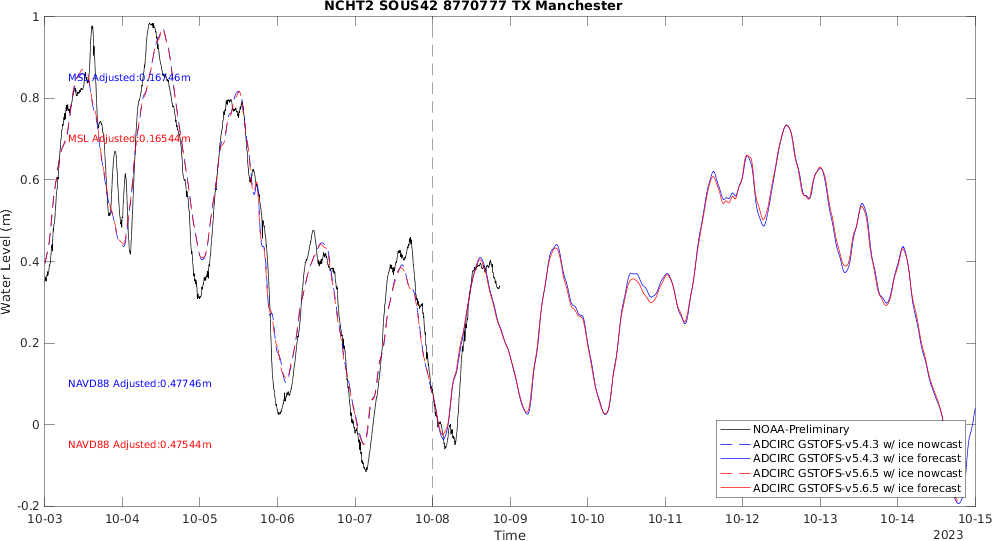 NCHT2 SOUS42 8770777 TX Manchester
1
0.8
0.6
0.4
0.2
0
-0.2
Water Level (m)
MSL Adjusted:0.16746m
MSL Adjusted:0.16544m
NAVD88 Adjusted:0.47746m
NAVD88 Adjusted:0.47544m
NOAA-Preliminary
ADCIRC GSTOFS-v5.4.3 w/ ice nowcast
ADCIRC GSTOFS-v5.4.3 w/ ice forecast
ADCIRC GSTOFS-v5.6.5 w/ ice nowcast
ADCIRC GSTOFS-v5.6.5 w/ ice forecast
10-03 10-04 10-05 10-06 10-07 10-08 10-09 10-10 10-11 10-12 10-13 10-14 10-15
Time
2023